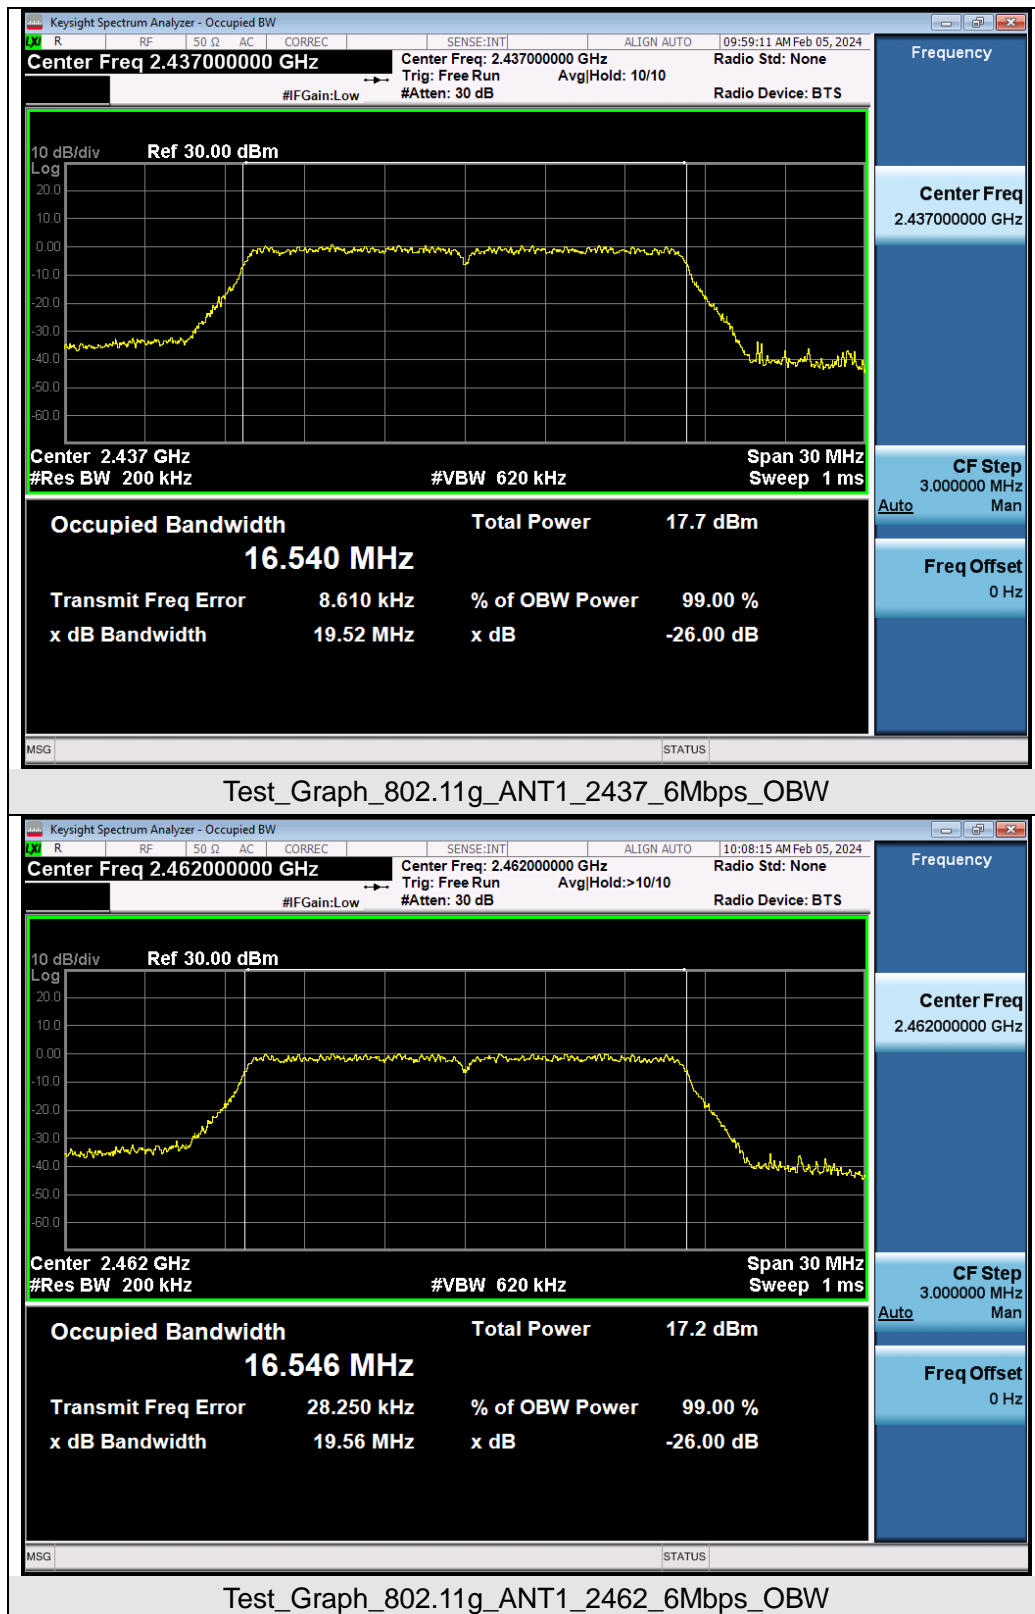 Keysight Spectrum Analyzer - Occupied BW
LXI R RF 50 Ω AC CORREC SENSE:INT ALIGN AUTO 09:59:11 AM Feb 05, 2024
Center Freq 2.437000000 GHz
Center Freq: 2.437000000 GHz
Radio Std: None
Trig: Free Run Avg|Hold: 10/10
#IFGain:Low #Atten: 30 dB Radio Device: BTS
Frequency
10 dB/div Ref 30.00 dBm
Log
20.0
10.0
0.00
-10.0
-20.0
-30.0
-40.0
-50.0
-60.0
Center Freq
2.437000000 GHz
Center 2.437 GHz Span 30 MHz
#Res BW 200 kHz #VBW 620 kHz Sweep 1 ms
CF Step
3.000000 MHz
Auto Man
Freq Offset
0 Hz
Occupied Bandwidth Total Power 17.7 dBm
16.540 MHz
Transmit Freq Error 8.610 kHz % of OBW Power 99.00 %
x dB Bandwidth 19.52 MHz x dB -26.00 dB
MSG STATUS
Test_Graph_802.11g_ANT1_2437_6Mbps_OBW
Keysight Spectrum Analyzer - Occupied BW
LXI R RF 50 Ω AC CORREC SENSE:INT ALIGN AUTO 10:08:15 AM Feb 05, 2024
Center Freq 2.462000000 GHz
Center Freq: 2.462000000 GHz
Radio Std: None
Trig: Free Run Avg|Hold:>10/10
#IFGain:Low #Atten: 30 dB Radio Device: BTS
Frequency
10 dB/div Ref 30.00 dBm
Log
20.0
10.0
0.00
-10.0
-20.0
-30.0
-40.0
-50.0
-60.0
Center Freq
2.462000000 GHz
Center 2.462 GHz Span 30 MHz
#Res BW 200 kHz #VBW 620 kHz Sweep 1 ms
CF Step
3.000000 MHz
Auto Man
Freq Offset
0 Hz
Occupied Bandwidth Total Power 17.2 dBm
16.546 MHz
Transmit Freq Error 28.250 kHz % of OBW Power 99.00 %
x dB Bandwidth 19.56 MHz x dB -26.00 dB
MSG STATUS
Test_Graph_802.11g_ANT1_2462_6Mbps_OBW